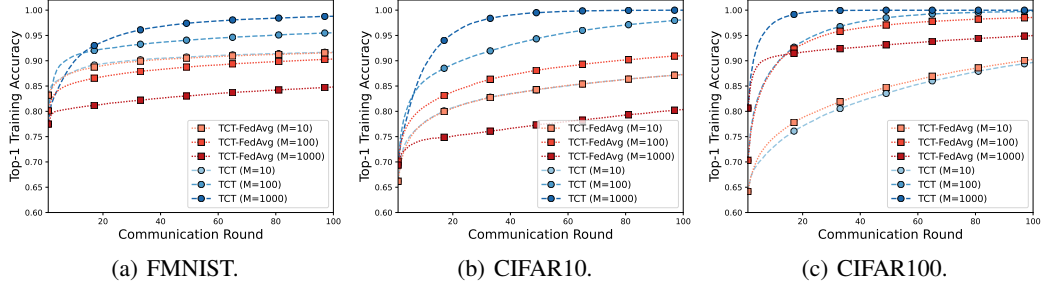 Top-1 Training Accuracy
1.00
0.95
0.90
0.85
0.80
0.75
0.70
0.65
0.60
TCT-FedAvg (M=10)
TCT-FedAvg (M=100)
TCT-FedAvg (M=1000)
TCT (M=10)
TCT (M=100)
TCT (M=1000)
20 40 60 80 100
Communication Round
(a) FMNIST.
Top-1 Training Accuracy
1.00
0.95
0.90
0.85
0.80
0.75
0.70
0.65
0.60
TCT-FedAvg (M=10)
TCT-FedAvg (M=100)
TCT-FedAvg (M=1000)
TCT (M=10)
TCT (M=100)
TCT (M=1000)
20 40 60 80 100
Communication Round
(b) CIFAR10.
Top-1 Training Accuracy
1.00
0.95
0.90
0.85
0.80
0.75
0.70
0.65
0.60
TCT-FedAvg (M=10)
TCT-FedAvg (M=100)
TCT-FedAvg (M=1000)
TCT (M=10)
TCT (M=100)
TCT (M=1000)
20 40 60 80 100
Communication Round
(c) CIFAR100.